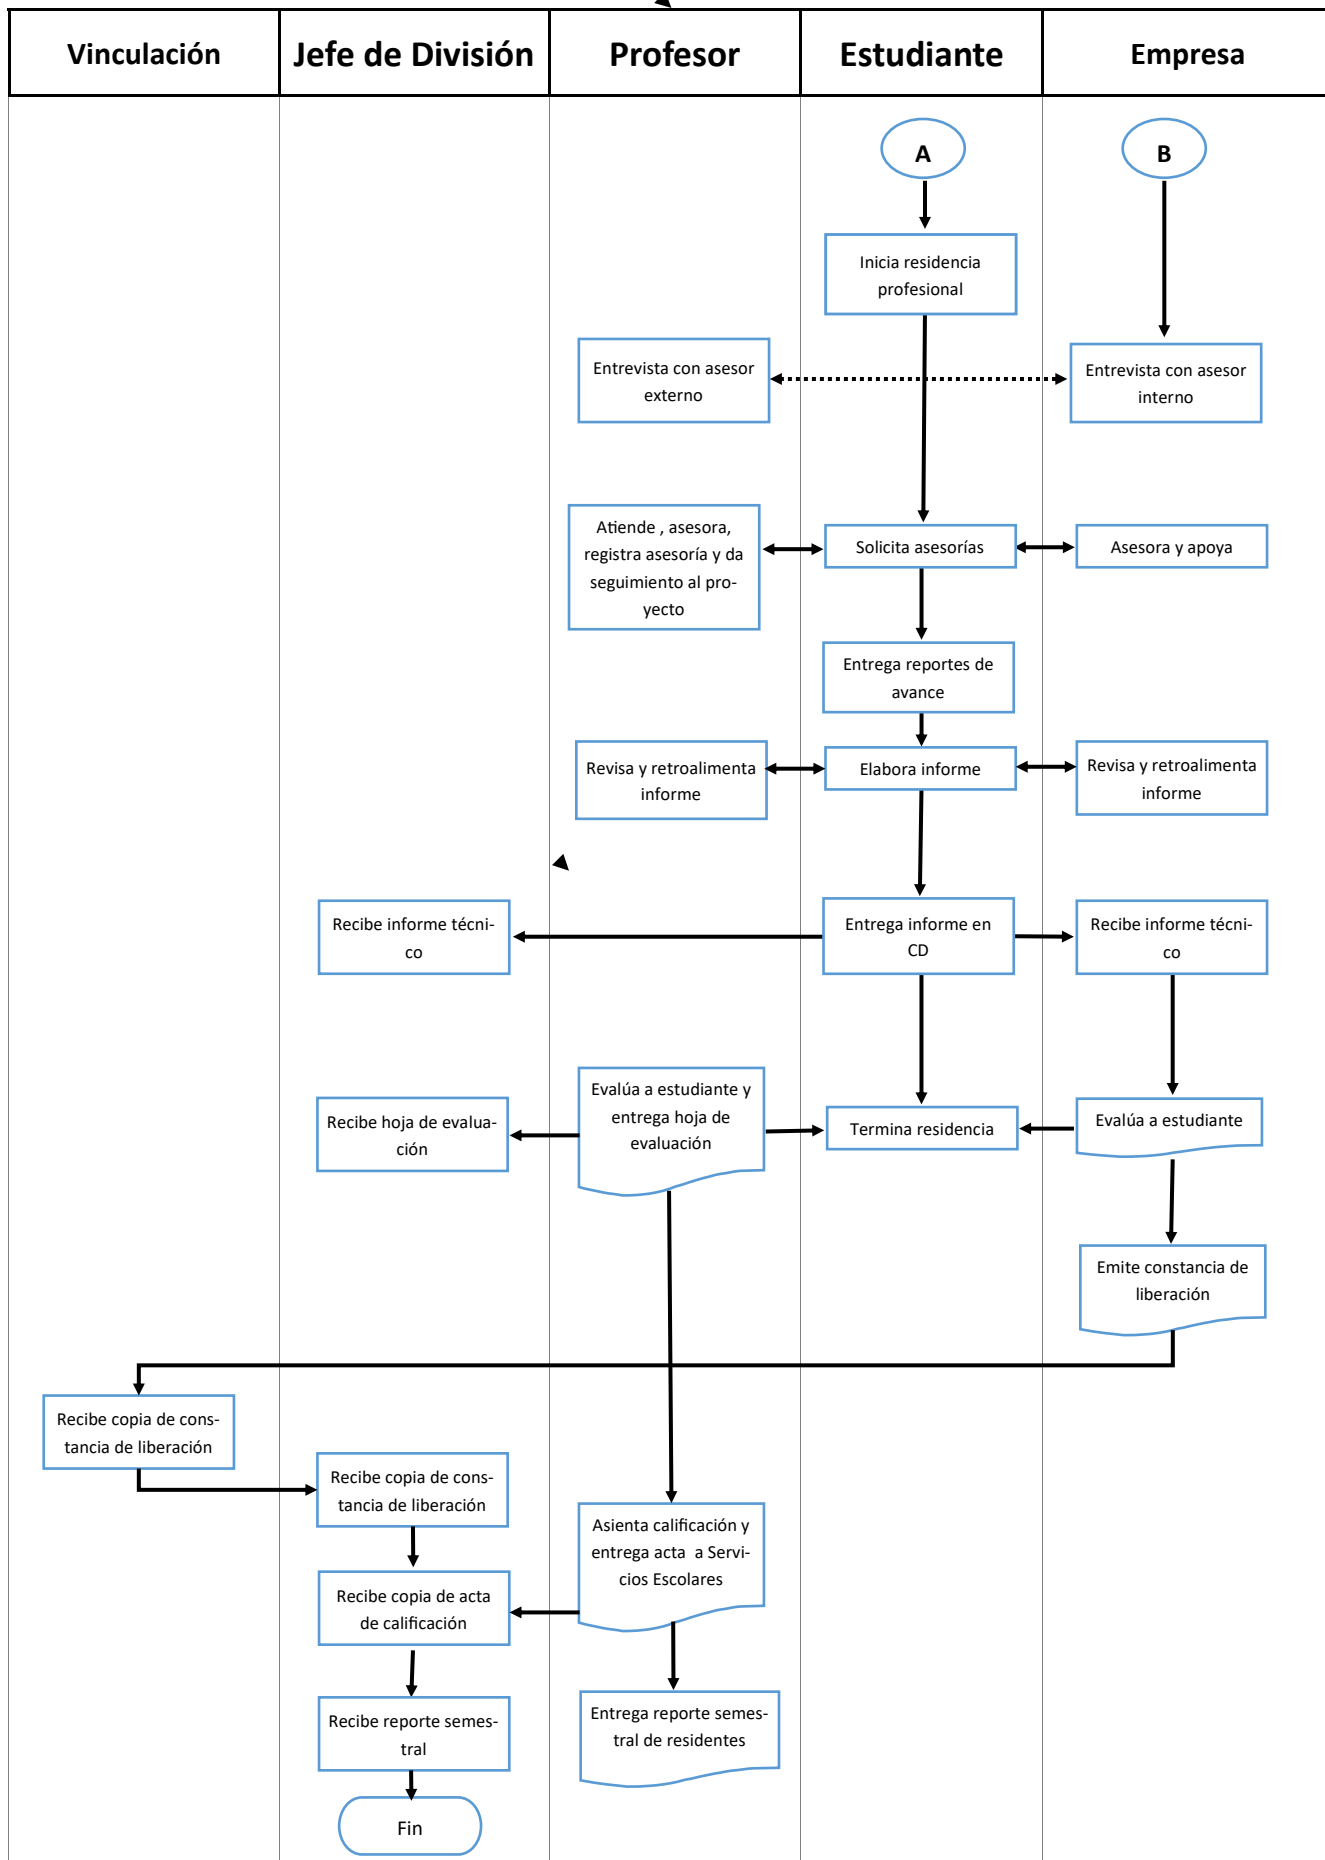 Vinculación
Jefe de División
Profesor
Estudiante
Empresa
A
B
Inicia residencia
profesional
Entrevista con asesor
externo
Entrevista con asesor
interno
Atiende , asesora,
registra asesoría y da
seguimiento al pro-
yecto
Solicita asesorías
Asesora y apoya
Entrega reportes de
avance
Revisa y retroalimenta
informe
Elabora informe
Revisa y retroalimenta
informe
Recibe informe técni-
co
Entrega informe en
CD
Recibe informe técni-
co
Recibe hoja de evalua-
ción
Evalúa a estudiante y
entrega hoja de
evaluación
Termina residencia
Evalúa a estudiante
Emite constancia de
liberación
Recibe copia de cons-
tancia de liberación
Recibe copia de cons-
tancia de liberación
Asienta calificación y
entrega acta  a Servi-
cios Escolares
Recibe copia de acta
de calificación
Recibe reporte semes-
tral
Entrega reporte semes-
tral de residentes
Fin